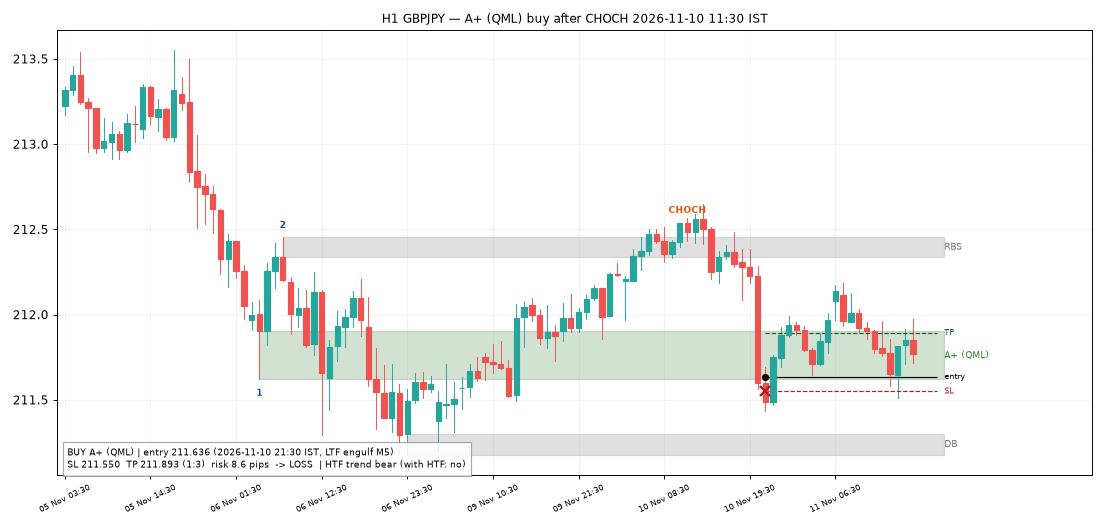 H1 GBPJPY — A+ (QML) buy after CHOCH 2026-11-10 11:30 IST
213.5
213.0
212.5
212.0
211.5
2
CHOCH
RBS
TP
A+ (QML)
entry
SL
1
DB
BUY A+ (QML) | entry 211.636 (2026-11-10 21:30 IST, LTF engulf M5)
SL 211.550  TP 211.893 (1:3)  risk 8.6 pips  -> LOSS  | HTF trend bear (with HTF: no)
05 Nov 03:30
05 Nov 14:30
06 Nov 01:30
06 Nov 12:30
06 Nov 23:30
09 Nov 10:30
09 Nov 21:30
10 Nov 08:30
10 Nov 19:30
11 Nov 06:30